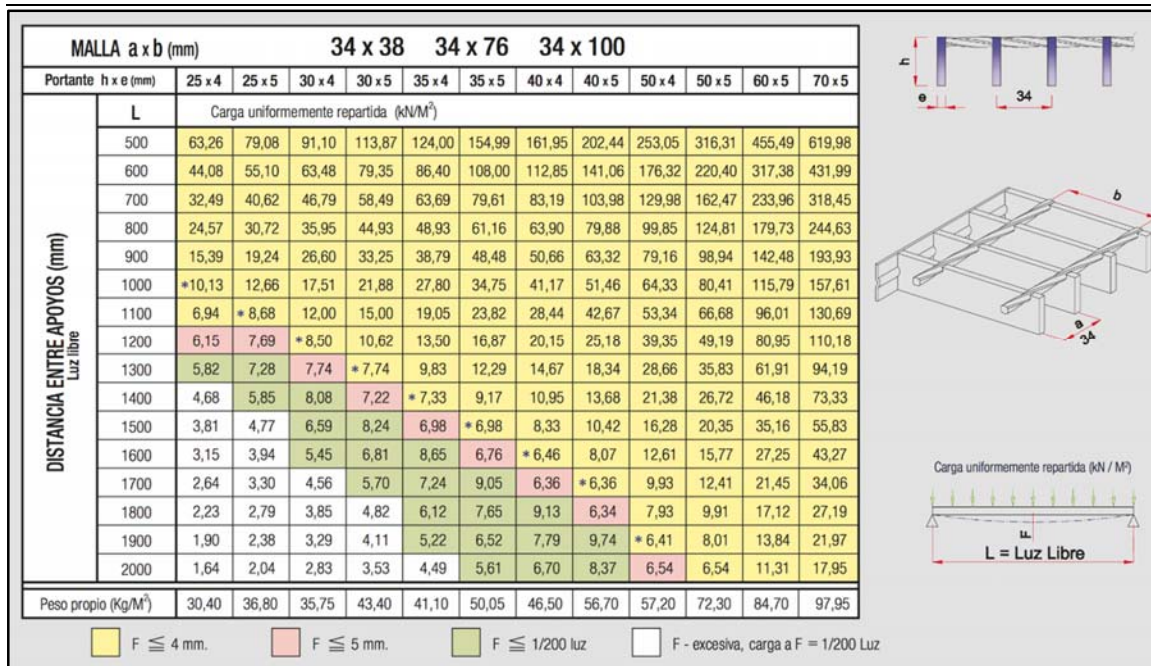 MALLA a x b (mm) 34 x 38 34 x 76 34 x 100
Portante h x e (mm) 25 x 4 25 x 5 30 x 4 30 x 5 35 x 4 35 x 5 40 x 4 40 x 5 50 x 4 50 x 5 60 x 5 70 x 5
DISTANCIA ENTRE APOYOS (mm)
Luz libre
L Carga uniformemente repartida (kN/M²)
500 63,26 79,08 91,10 113,87 124,00 154,99 161,95 202,44 253,05 316,31 455,49 619,98
600 44,08 55,10 63,48 79,35 86,40 108,00 112,85 141,06 176,32 220,40 317,38 431,99
700 32,49 40,62 46,79 58,49 63,69 79,61 83,19 103,98 129,98 162,47 233,96 318,45
800 24,57 30,72 35,95 44,93 48,93 61,16 63,90 79,88 99,85 124,81 179,73 244,63
900 15,39 19,24 26,60 33,25 38,79 48,48 50,66 63,32 79,16 98,94 142,48 193,93
1000 *10,13 12,66 17,51 21,88 27,80 34,75 41,17 51,46 64,33 80,41 115,79 157,61
1100 6,94 * 8,68 12,00 15,00 19,05 23,82 28,44 42,67 53,34 66,68 96,01 130,69
1200 6,15 7,69 * 8,50 10,62 13,50 16,87 20,15 25,18 39,35 49,19 80,95 110,18
1300 5,82 7,28 7,74 * 7,74 9,83 12,29 14,67 18,34 28,66 35,83 61,91 94,19
1400 4,68 5,85 8,08 7,22 * 7,33 9,17 10,95 13,68 21,38 26,72 46,18 73,33
1500 3,81 4,77 6,59 8,24 6,98 * 6,98 8,33 10,42 16,28 20,35 35,16 55,83
1600 3,15 3,94 5,45 6,81 8,65 6,76 * 6,46 8,07 12,61 15,77 27,25 43,27
1700 2,64 3,30 4,56 5,70 7,24 9,05 6,36 * 6,36 9,93 12,41 21,45 34,06
1800 2,23 2,79 3,85 4,82 6,12 7,65 9,13 6,34 7,93 9,91 17,12 27,19
1900 1,90 2,38 3,29 4,11 5,22 6,52 7,79 9,74 * 6,41 8,01 13,84 21,97
2000 1,64 2,04 2,83 3,53 4,49 5,61 6,70 8,37 6,54 6,54 11,31 17,95
Peso propio (Kg/M²) 30,40 36,80 35,75 43,40 41,10 50,05 46,50 56,70 57,20 72,30 84,70 97,95
F ≦ 4 mm. F ≦ 5 mm. F ≦ 1/200 luz F - excesiva, carga a F = 1/200 Luz
h
e
34
b
a
34
Carga uniformemente repartida (kN / M²)
F
L = Luz Libre